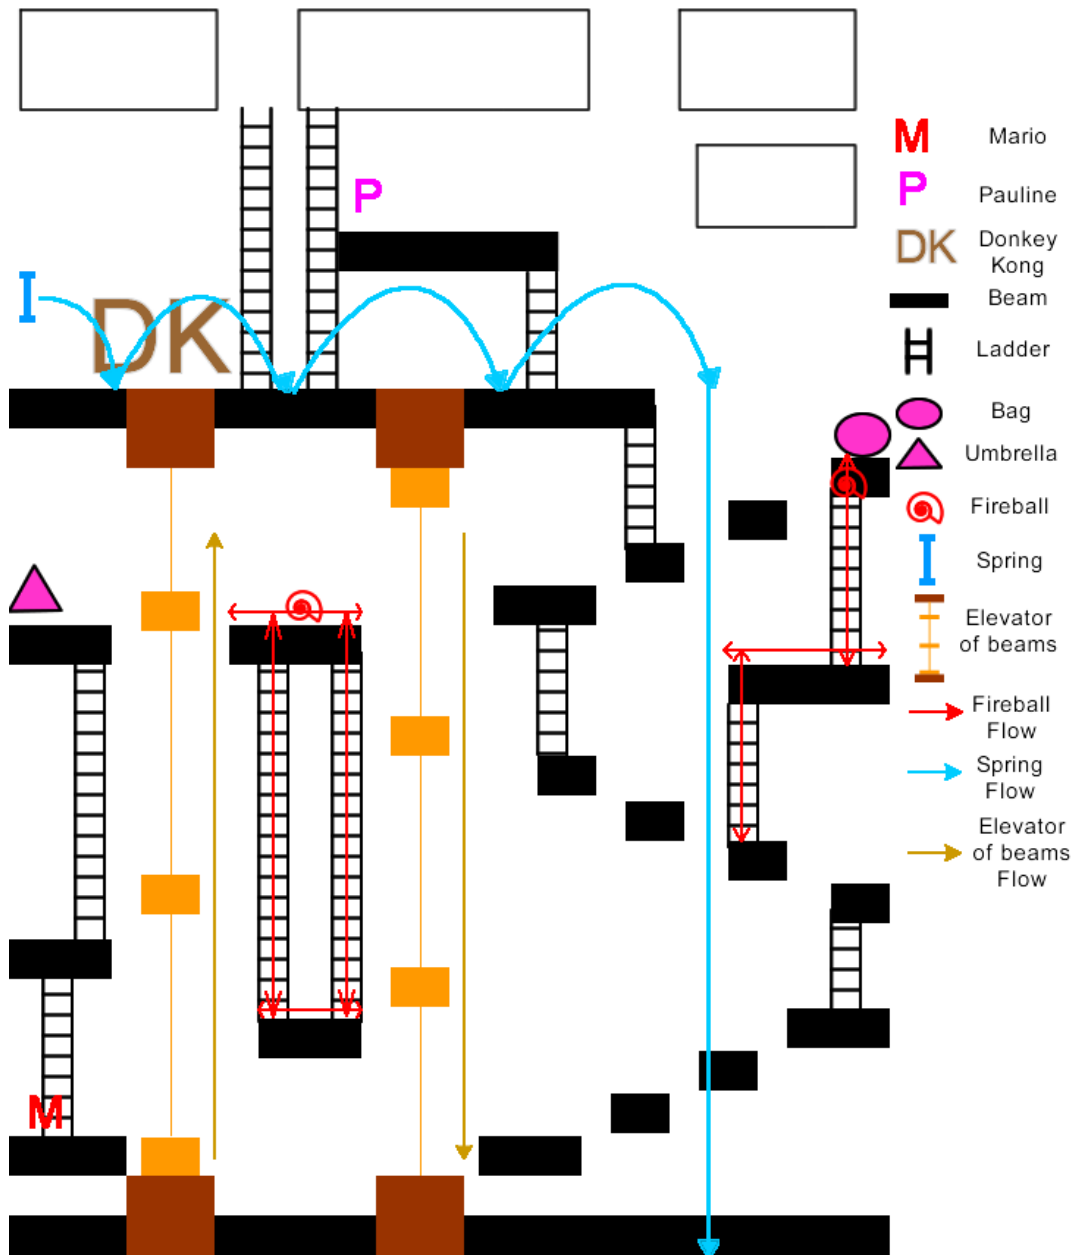 M
Mario
P
P
Pauline
DK
Donkey
Kong
DK
Beam
Ladder
Bag
Umbrella
Fireball
Spring
Elevator
of beams
Fireball
Flow
Spring
Flow
Elevator
of beams
Flow
M